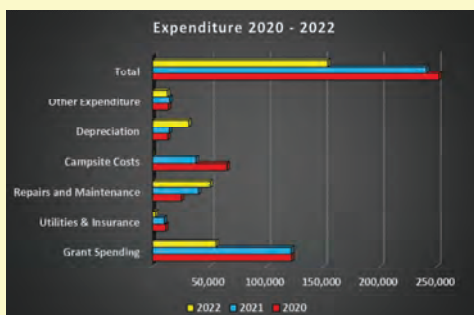 Expenditure 2020 - 2022
Total
Other Expenditure
Depreciation
Campsite Costs
Repairs and Maintenance
Utilities & Insurance
Grant Spending
50,000 100,000 150,000 200,000 250,000
2022 2021 2020